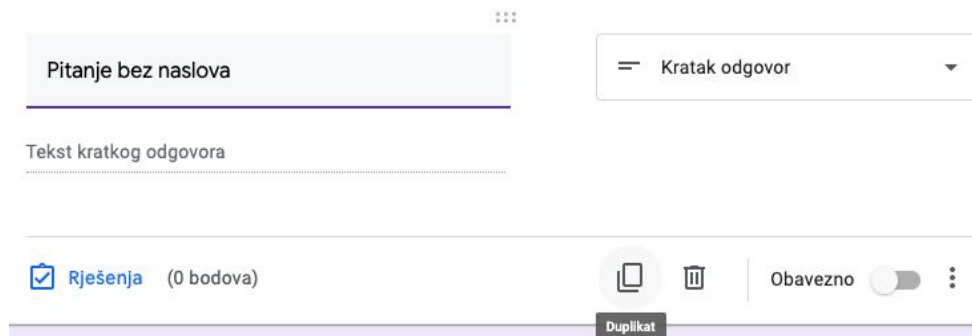 Pitanje bez naslova
Kratak odgovor
Tekst kratkog odgovora
Rješenja (0 bodova)
Obavezno
Duplikat